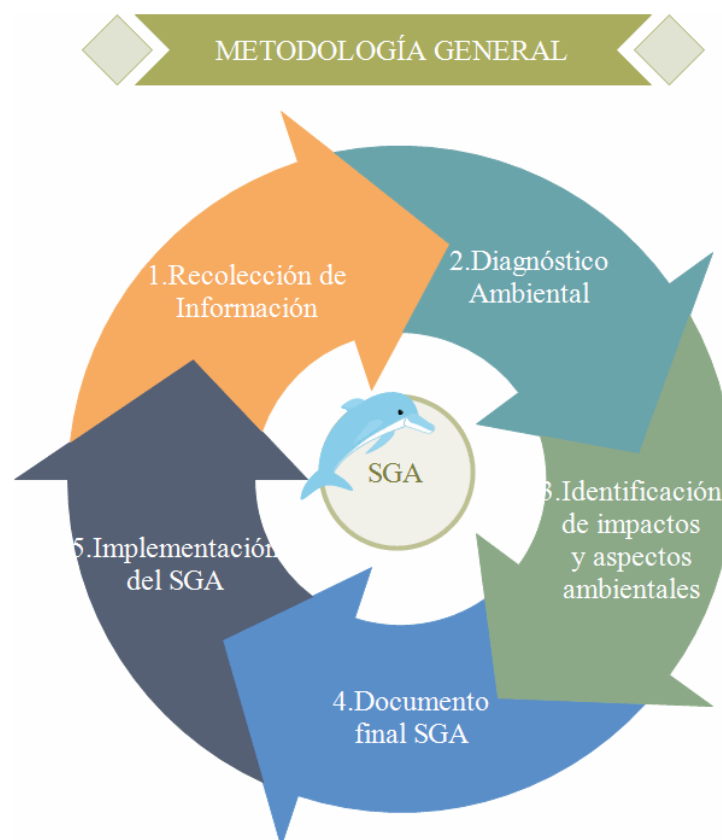 METODOLOGÍA GENERAL
1.Recolección de
Información
2.Diagnóstico
Ambiental
3.Identificación
de impactos
y aspectos
ambientales
4.Documento
final SGA
5.Implementación
del SGA
SGA